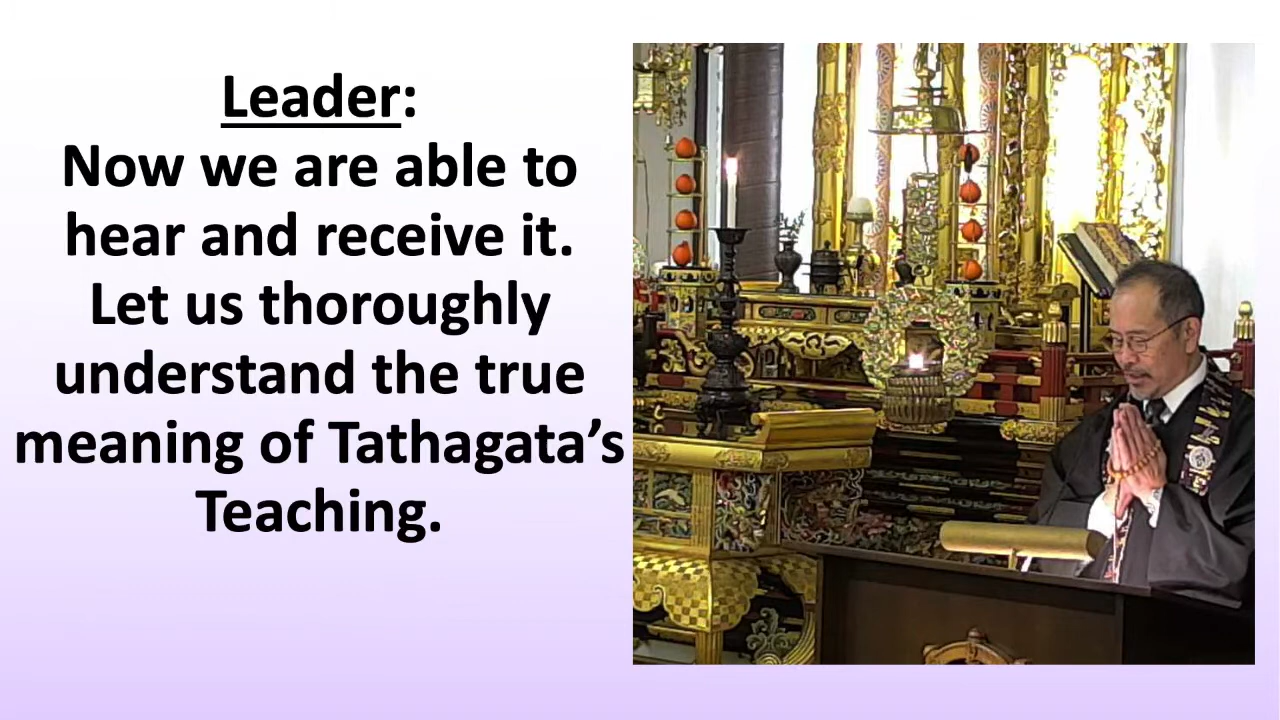 Leader:
Now we are able to
hear and receive it.
Let us thoroughly
understand the true
meaning of Tathagata’s
Teaching.